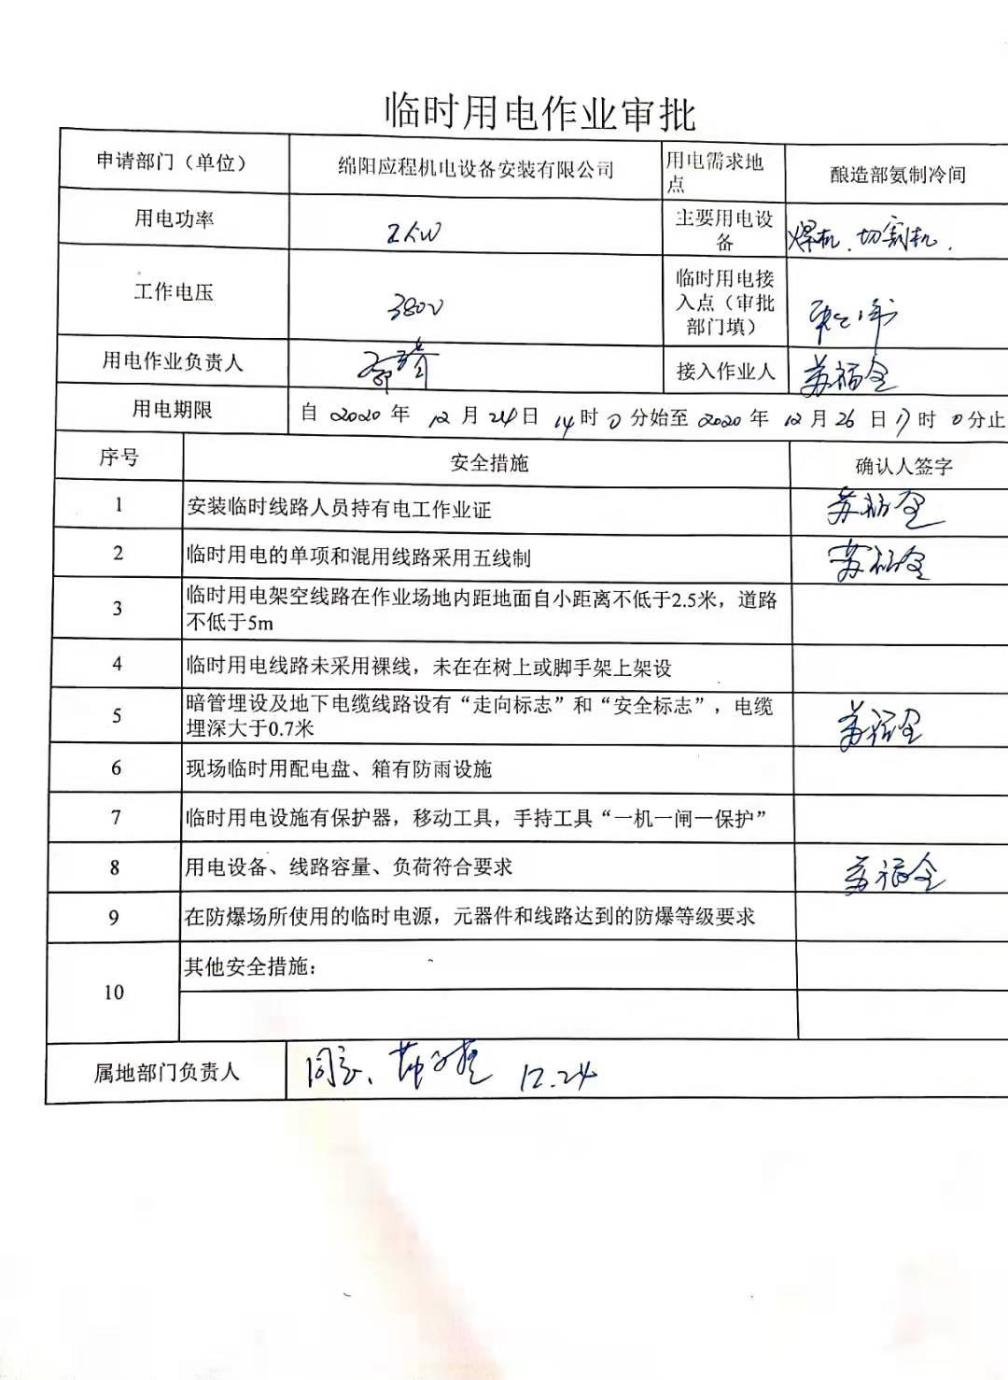 临时用电作业审批
申请部门（单位） 绵阳应程机电设备安装有限公司 用电需求地点 酿造部氨制冷间
用电功率 2KW 主要用电设备 焊机、切割机.
工作电压 380V 临时用电接入点（审批部门填）
用电作业负责人 接入作业人 苏福全
用电期限 自 2020 年 12 月 24 日 14 时 0 分始至 2020 年 12 月 26 日 17 时 0 分止
序号 安全措施 确认人签字
1 安装临时线路人员持有电工作业证 苏福全
2 临时用电的单项和混用线路采用五线制 苏福全
3 临时用电架空线路在作业场地内距地面自小距离不低于2.5米，道路
不低于5m
4 临时用电线路未采用裸线，未在在树上或脚手架上架设
5 暗管埋设及地下电缆线路设有“走向标志”和“安全标志”，电缆
埋深大于0.7米 苏福全
6 现场临时用配电盘、箱有防雨设施
7 临时用电设施有保护器，移动工具，手持工具“一机一闸一保护”
8 用电设备、线路容量、负荷符合要求 苏福全
9 在防爆场所使用的临时电源，元器件和线路达到的防爆等级要求
10 其他安全措施：
属地部门负责人 同意、 12.24